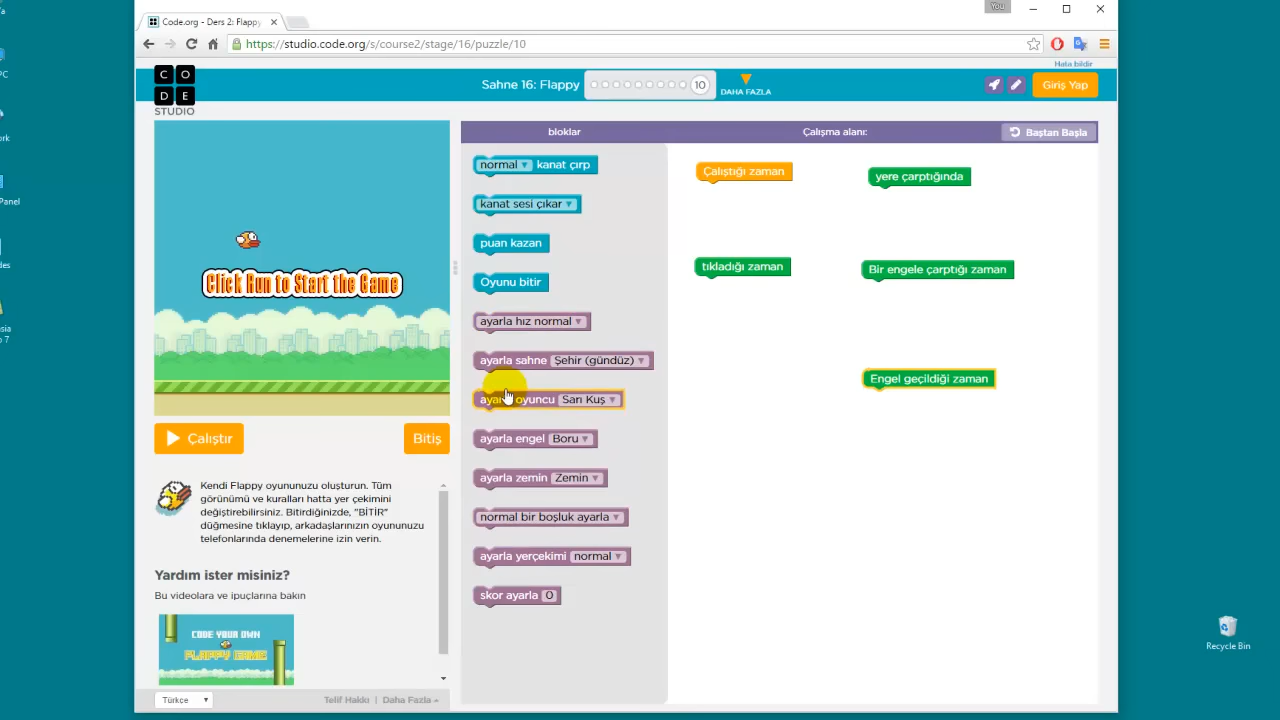 You
Code.org - Ders 2: Flappy
https://studio.code.org/s/course2/stage/16/puzzle/10
Hata bildir
C O
D E
STUDIO
Sahne 16: Flappy
10
DAHA FAZLA
Giriş Yap
bloklar
Çalışma alanı:
Baştan Başla
normal kanat çırp
kanat sesi çıkar
puan kazan
Oyunu bitir
ayarla hız normal
ayarla sahne Şehir (gündüz)
oyuncu Sarı Kuş
ayarla engel Boru
ayarla zemin Zemin
normal bir boşluk ayarla
ayarla yerçekimi normal
skor ayarla 0
Çalıştığı zaman
yere çarptığında
tıkladığı zaman
Bir engele çarptığı zaman
Engel geçildiği zaman
Click Run to Start the Game
Çalıştır
Bitiş
Kendi Flappy oyununuzu oluşturun. Tüm
görünümü ve kuralları hatta yer çekimini
değiştirebilirsiniz. Bitirdiğinizde, "BİTİR"
düğmesine tıklayıp, arkadaşlarınızın oyununuzu
telefonlarında denemelerine izin verin.
Yardım ister misiniz?
Bu videolara ve ipuçlarına bakın
CODE YOUR OWN
FLAPPY GAME
Türkçe
Telif Hakkı | Daha Fazla
Recycle Bin
PC
Panel